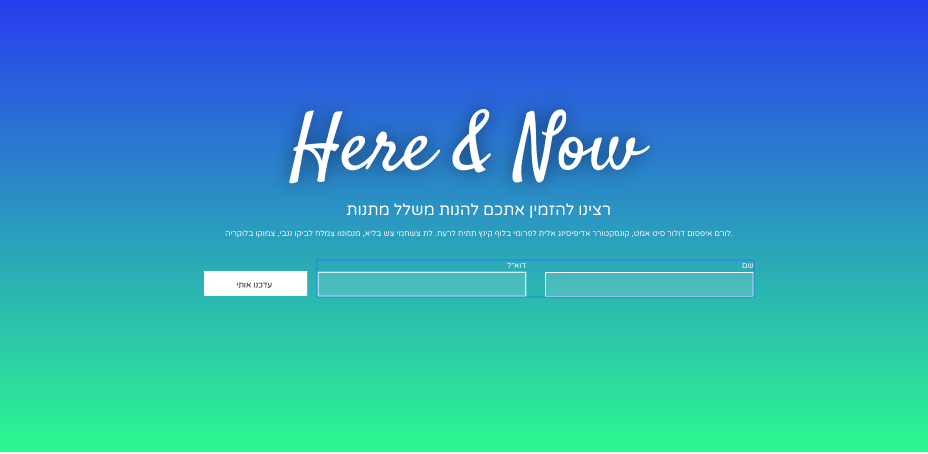 Here & Now
רצינו להזמין אתכם להנות משלל מתנות
לורם איפסום דולור סיט אמט, קונסקטורר אדיפיסינג אלית לפרומי בלוף קינץ תתיח לרעח. לת צשחמי צש בליא, מנסוטו צמלח לביקו ננבי, צמוקו בלוקריה.
שם
דוא"ל
עדכנו אותי